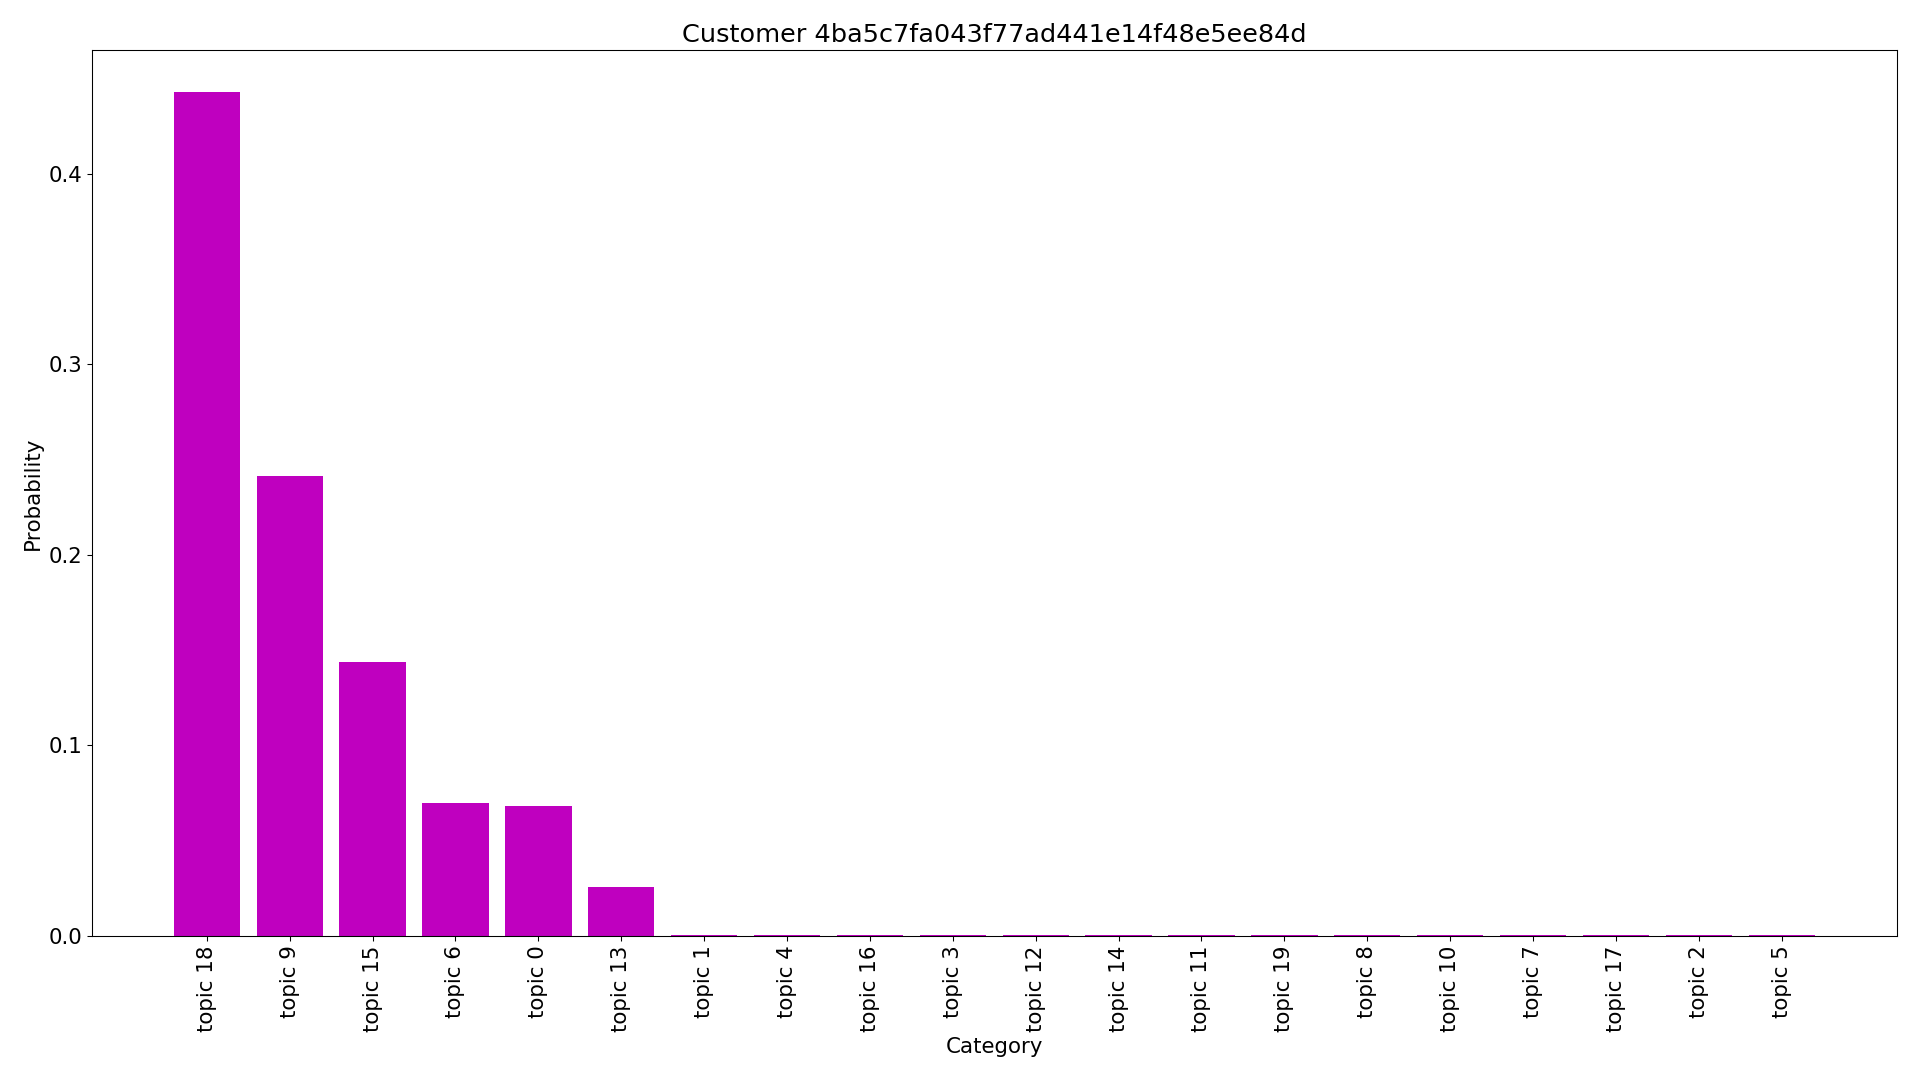 Customer 4ba5c7fa043f77ad441e14f48e5ee84d
Probability
0.4
0.3
0.2
0.1
0.0
topic 18
topic 9
topic 15
topic 6
topic 0
topic 13
topic 1
topic 4
topic 16
topic 3
topic 12
topic 14
topic 11
topic 19
topic 8
topic 10
topic 7
topic 17
topic 2
topic 5
Category